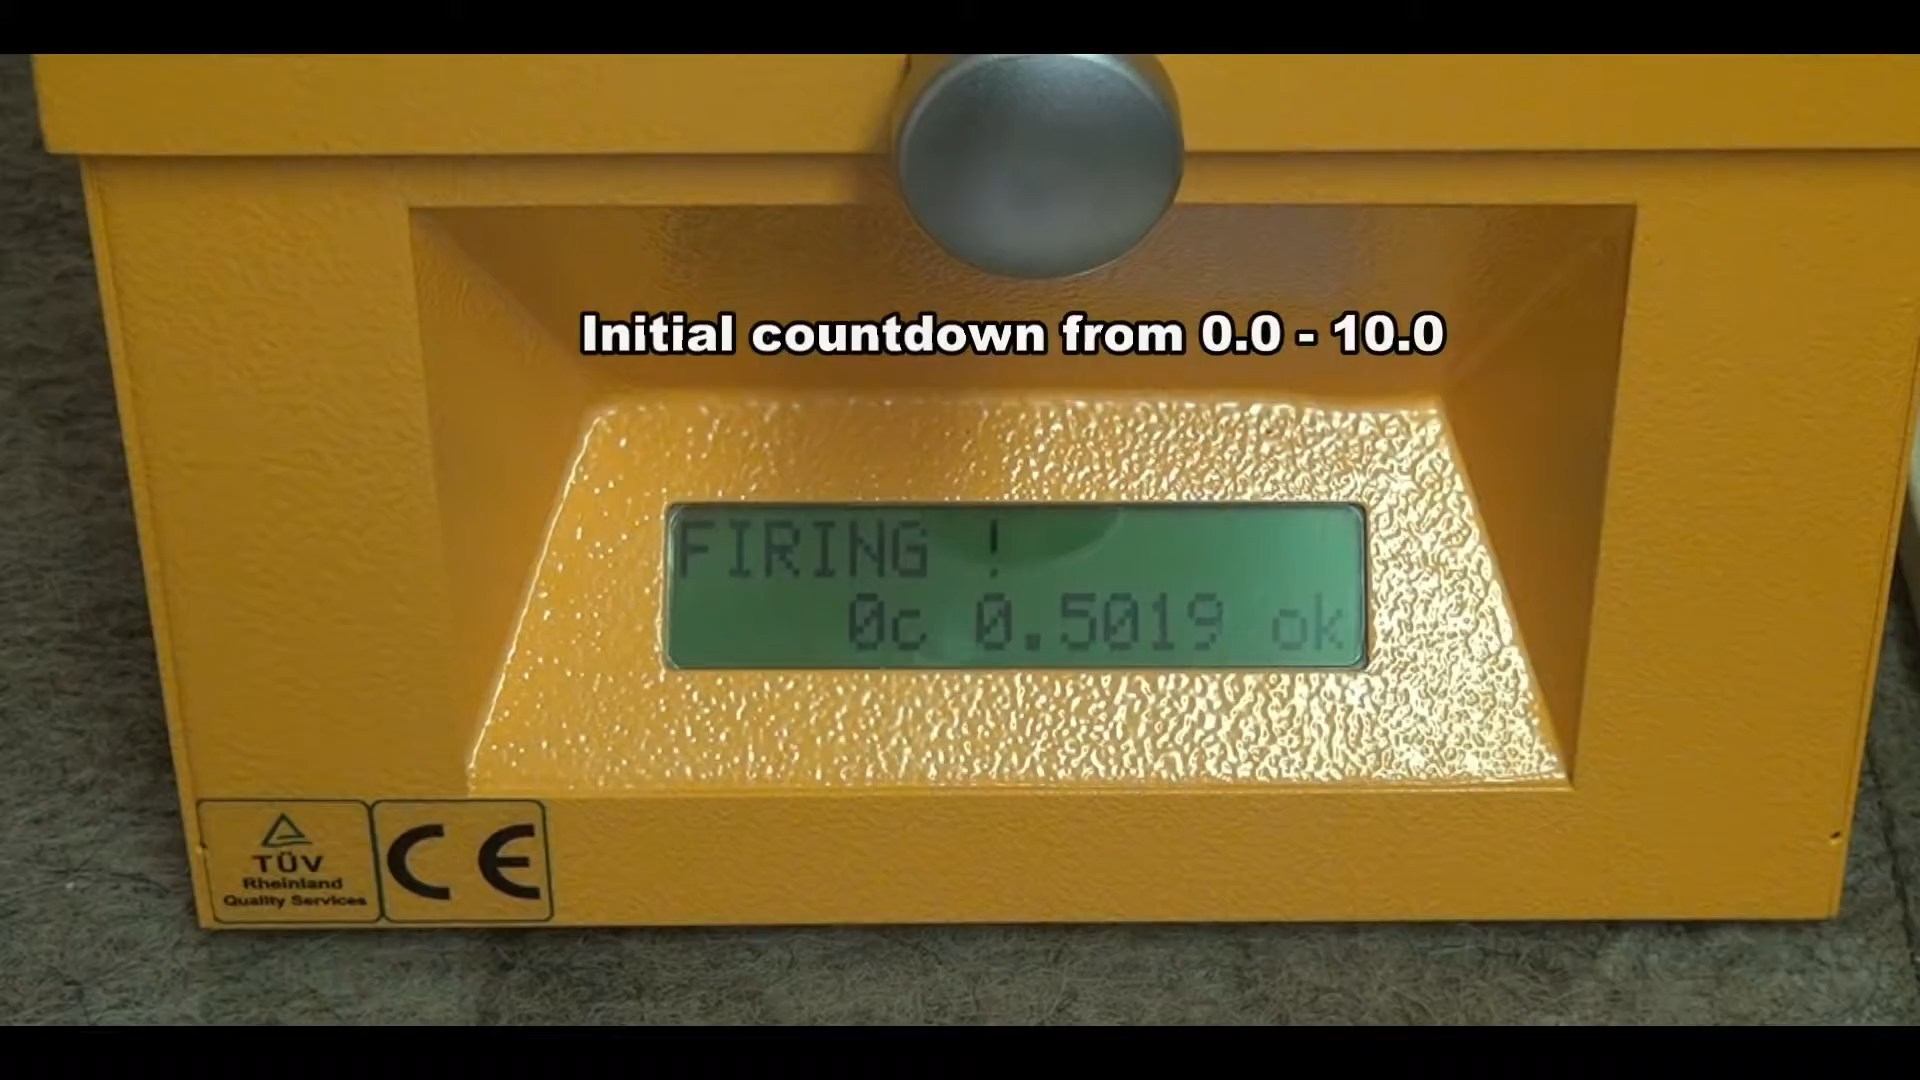 Initial countdown from 0.0 - 10.0
FIRING !
0c 0.5019 ok
TÜV
Rheinland
Quality Services
CE